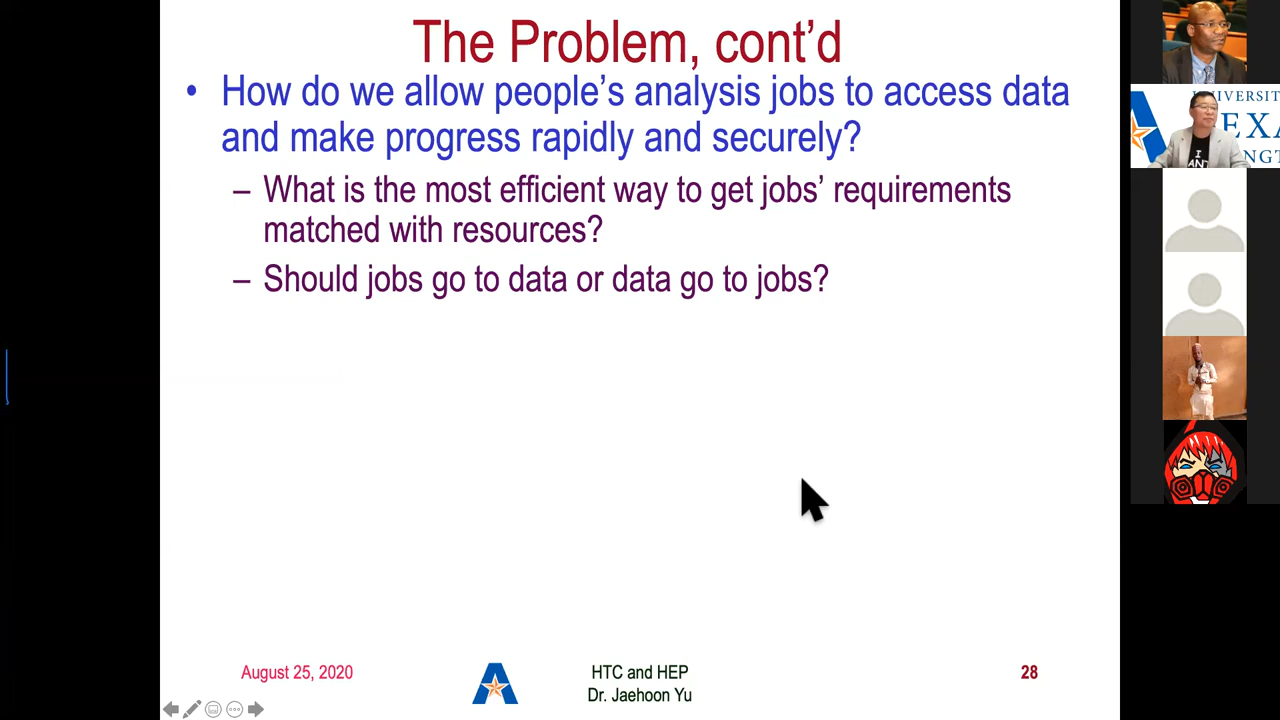 The Problem, cont’d
• How do we allow people’s analysis jobs to access data
and make progress rapidly and securely?
– What is the most efficient way to get jobs’ requirements
matched with resources?
– Should jobs go to data or data go to jobs?
August 25, 2020
HTC and HEP
Dr. Jaehoon Yu
28